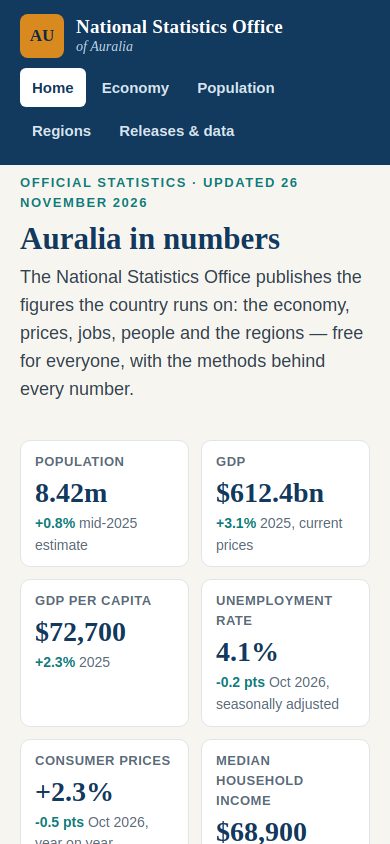 AU
National Statistics Office
of Auralia
Home
Economy
Population
Regions
Releases & data
OFFICIAL STATISTICS · UPDATED 26
NOVEMBER 2026
Auralia in numbers
The National Statistics Office publishes the
figures the country runs on: the economy,
prices, jobs, people and the regions — free
for everyone, with the methods behind
every number.
POPULATION
8.42m
+0.8% mid-2025
estimate
GDP
$612.4bn
+3.1% 2025, current
prices
GDP PER CAPITA
$72,700
+2.3% 2025
UNEMPLOYMENT
RATE
4.1%
-0.2 pts Oct 2026,
seasonally adjusted
CONSUMER PRICES
+2.3%
-0.5 pts Oct 2026,
year on year
MEDIAN
HOUSEHOLD
INCOME
$68,900